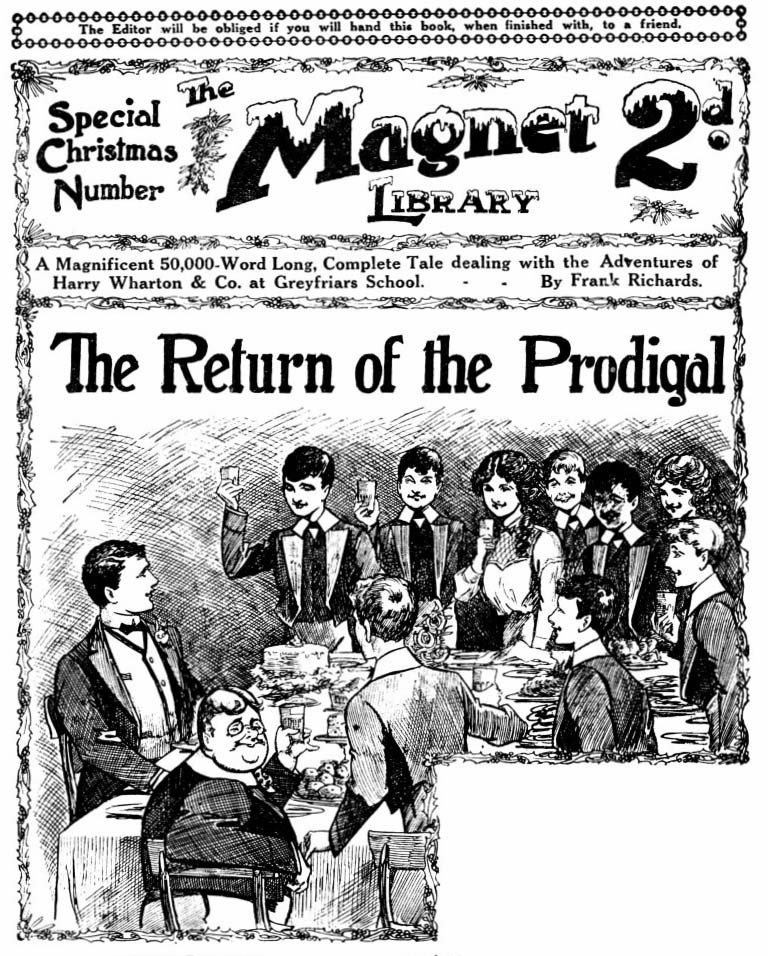 The Editor will be obliged if you will hand this book, when finished with, to a friend.
Special
Christmas
Number
The
Magnet
LIBRARY
2d.
A Magnificent 50,000-Word Long, Complete Tale dealing with the Adventures of
Harry Wharton & Co. at Greyfriars School. - - By Frank Richards.
The Return of the Prodigal